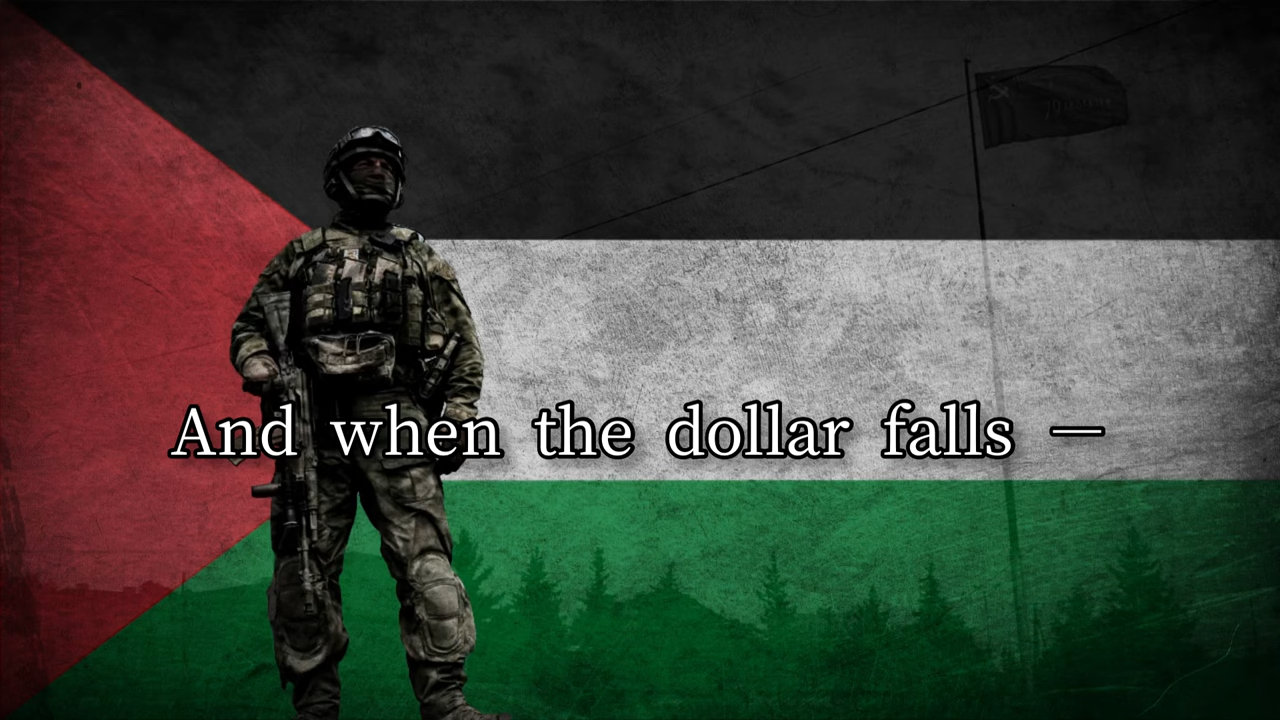 And when the dollar falls —